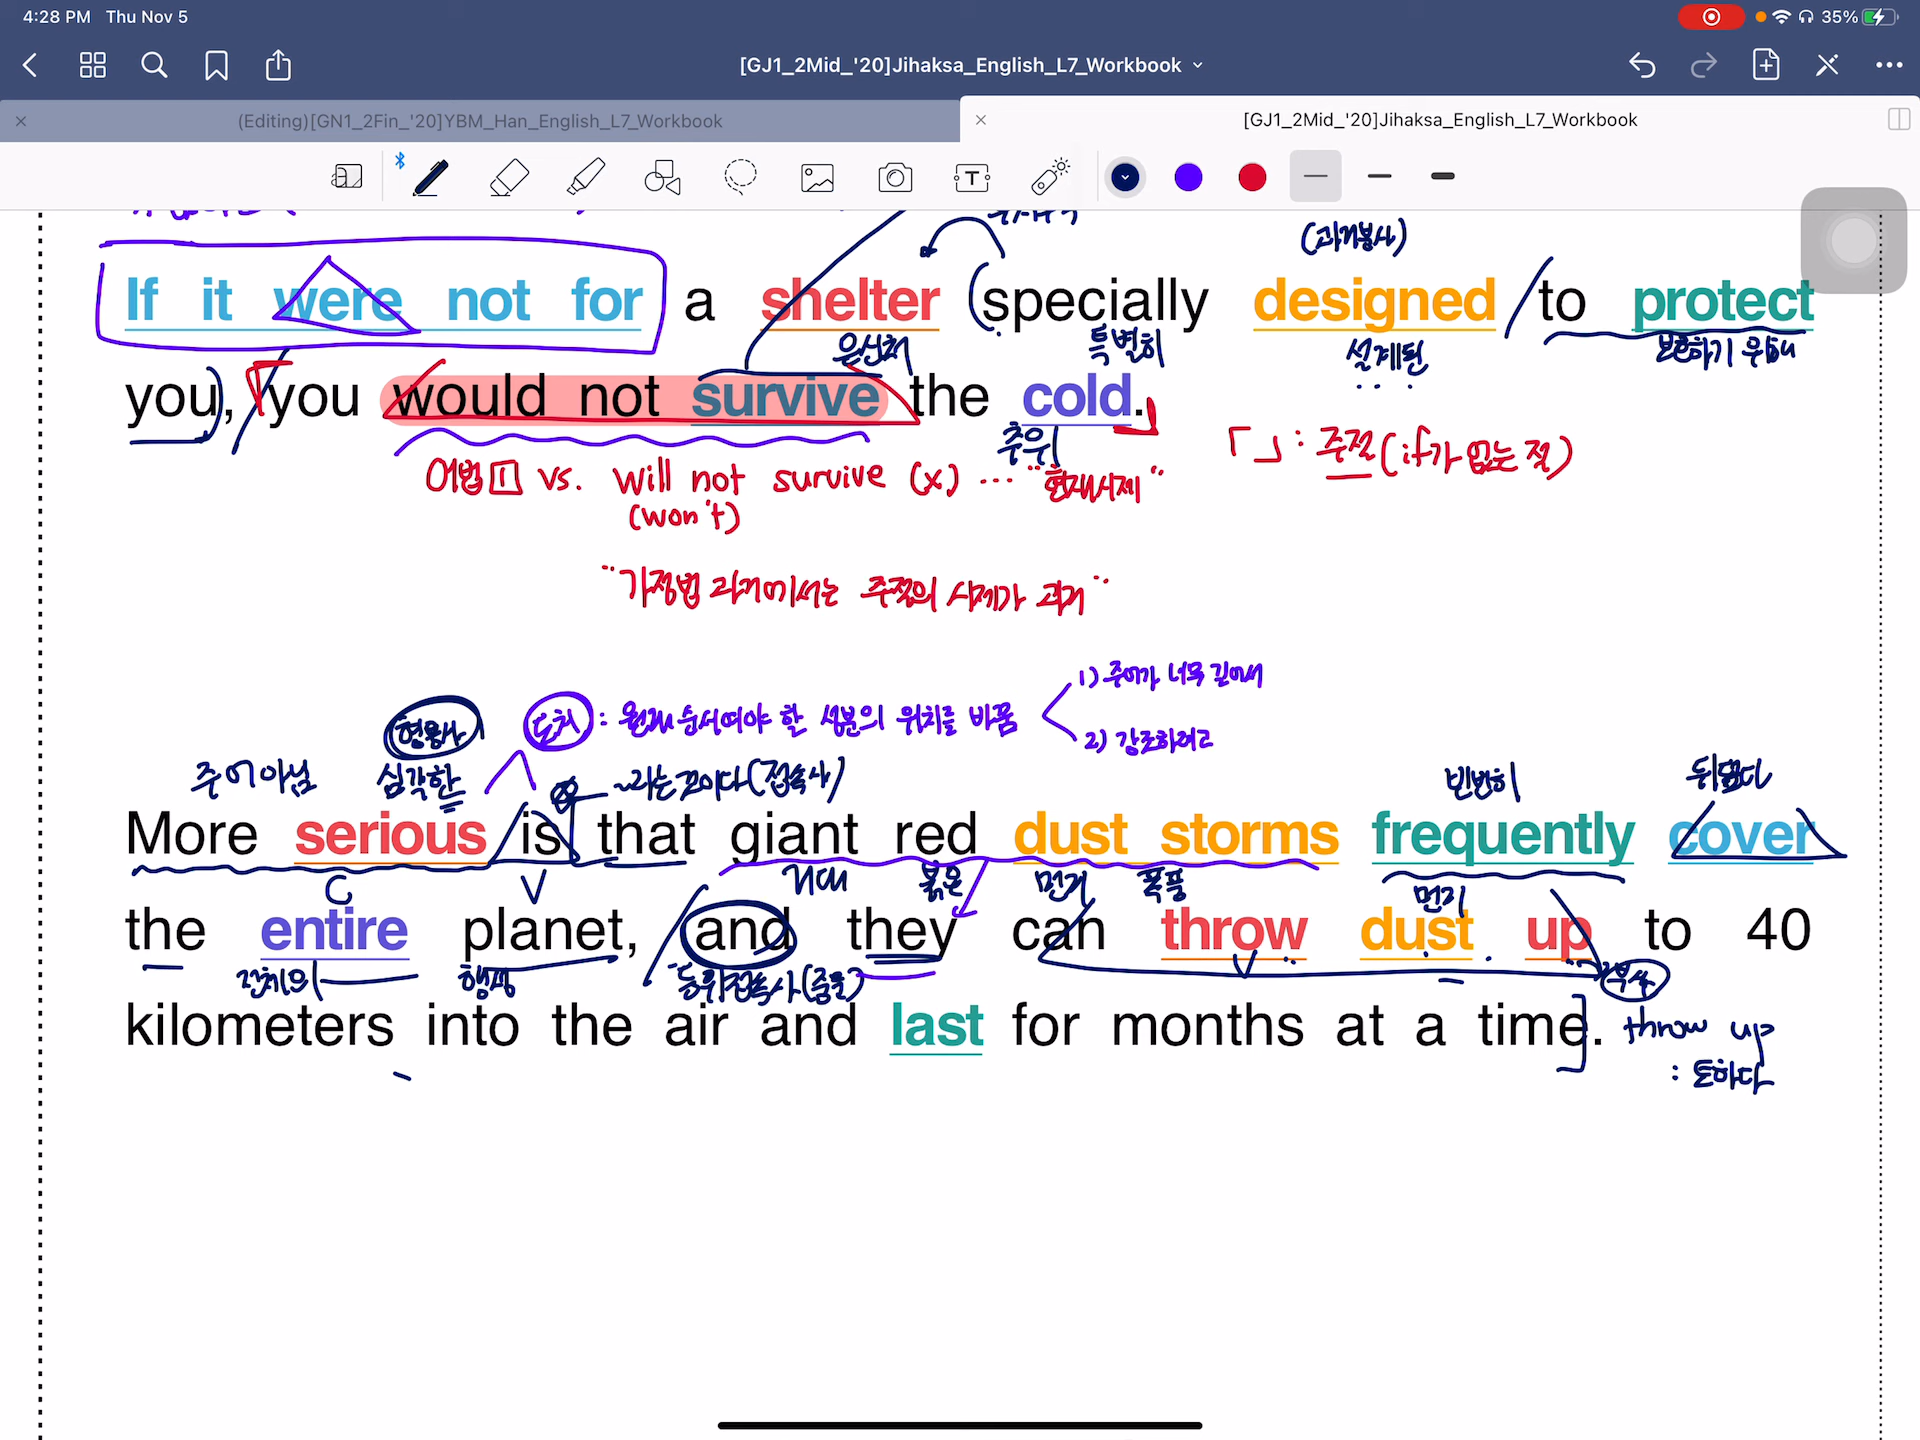 4:28 PM Thu Nov 5
35%
[GJ1_2Mid_'20]Jihaksa_English_L7_Workbook
(Editing)[GN1_2Fin_'20]YBM_Han_English_L7_Workbook
[GJ1_2Mid_'20]Jihaksa_English_L7_Workbook
(과거분사)
If it were not for a shelter (specially designed / to protect
은신처 특별히 설계된 보호하기 위해
you), you would not survive the cold.
추위
「 」: 주절 (if가 없는 절)
어법 1 vs. will not survive (x) ... "현재시제"
(won't)
"가정법 과거에서는 주절의 시제가 과거"
1) 주어가 너무 길어서
형용사 도치 : 원래 순서여야 할 성분의 위치를 바꿈
2) 강조하려고
주어 아님 심각한 ~라는 것이다 (접속사) 빈번히 뒤덮다
More serious is that giant red dust storms frequently cover
C V 거대 붉은 먼지 폭풍 먼지
the entire planet, and they can throw dust up to 40
전체의 행성 등위접속사 V 부사
kilometers into the air and last for months at a time]. throw up
: 토하다